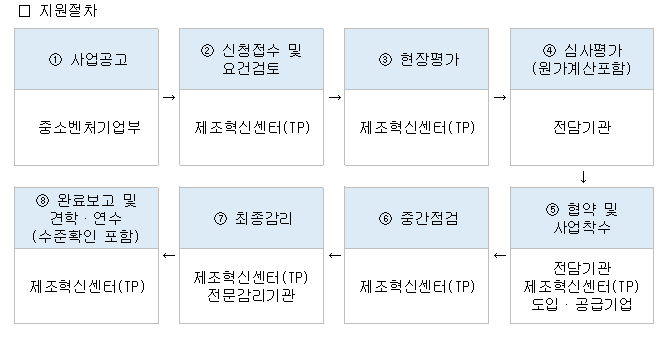 □ 지원절차
① 사업공고
중소벤처기업부
→
② 신청접수 및
요건검토
제조혁신센터(TP)
→
③ 현장평가
제조혁신센터(TP)
→
④ 심사평가
(원가계산포함)
전담기관
↓
⑤ 협약 및
사업착수
전담기관
제조혁신센터(TP)
도입·공급기업
←
⑥ 중간점검
제조혁신센터(TP)
←
⑦ 최종감리
제조혁신센터(TP)
전문감리기관
←
⑧ 완료보고 및
견학·연수
(수준확인 포함)
제조혁신센터(TP)